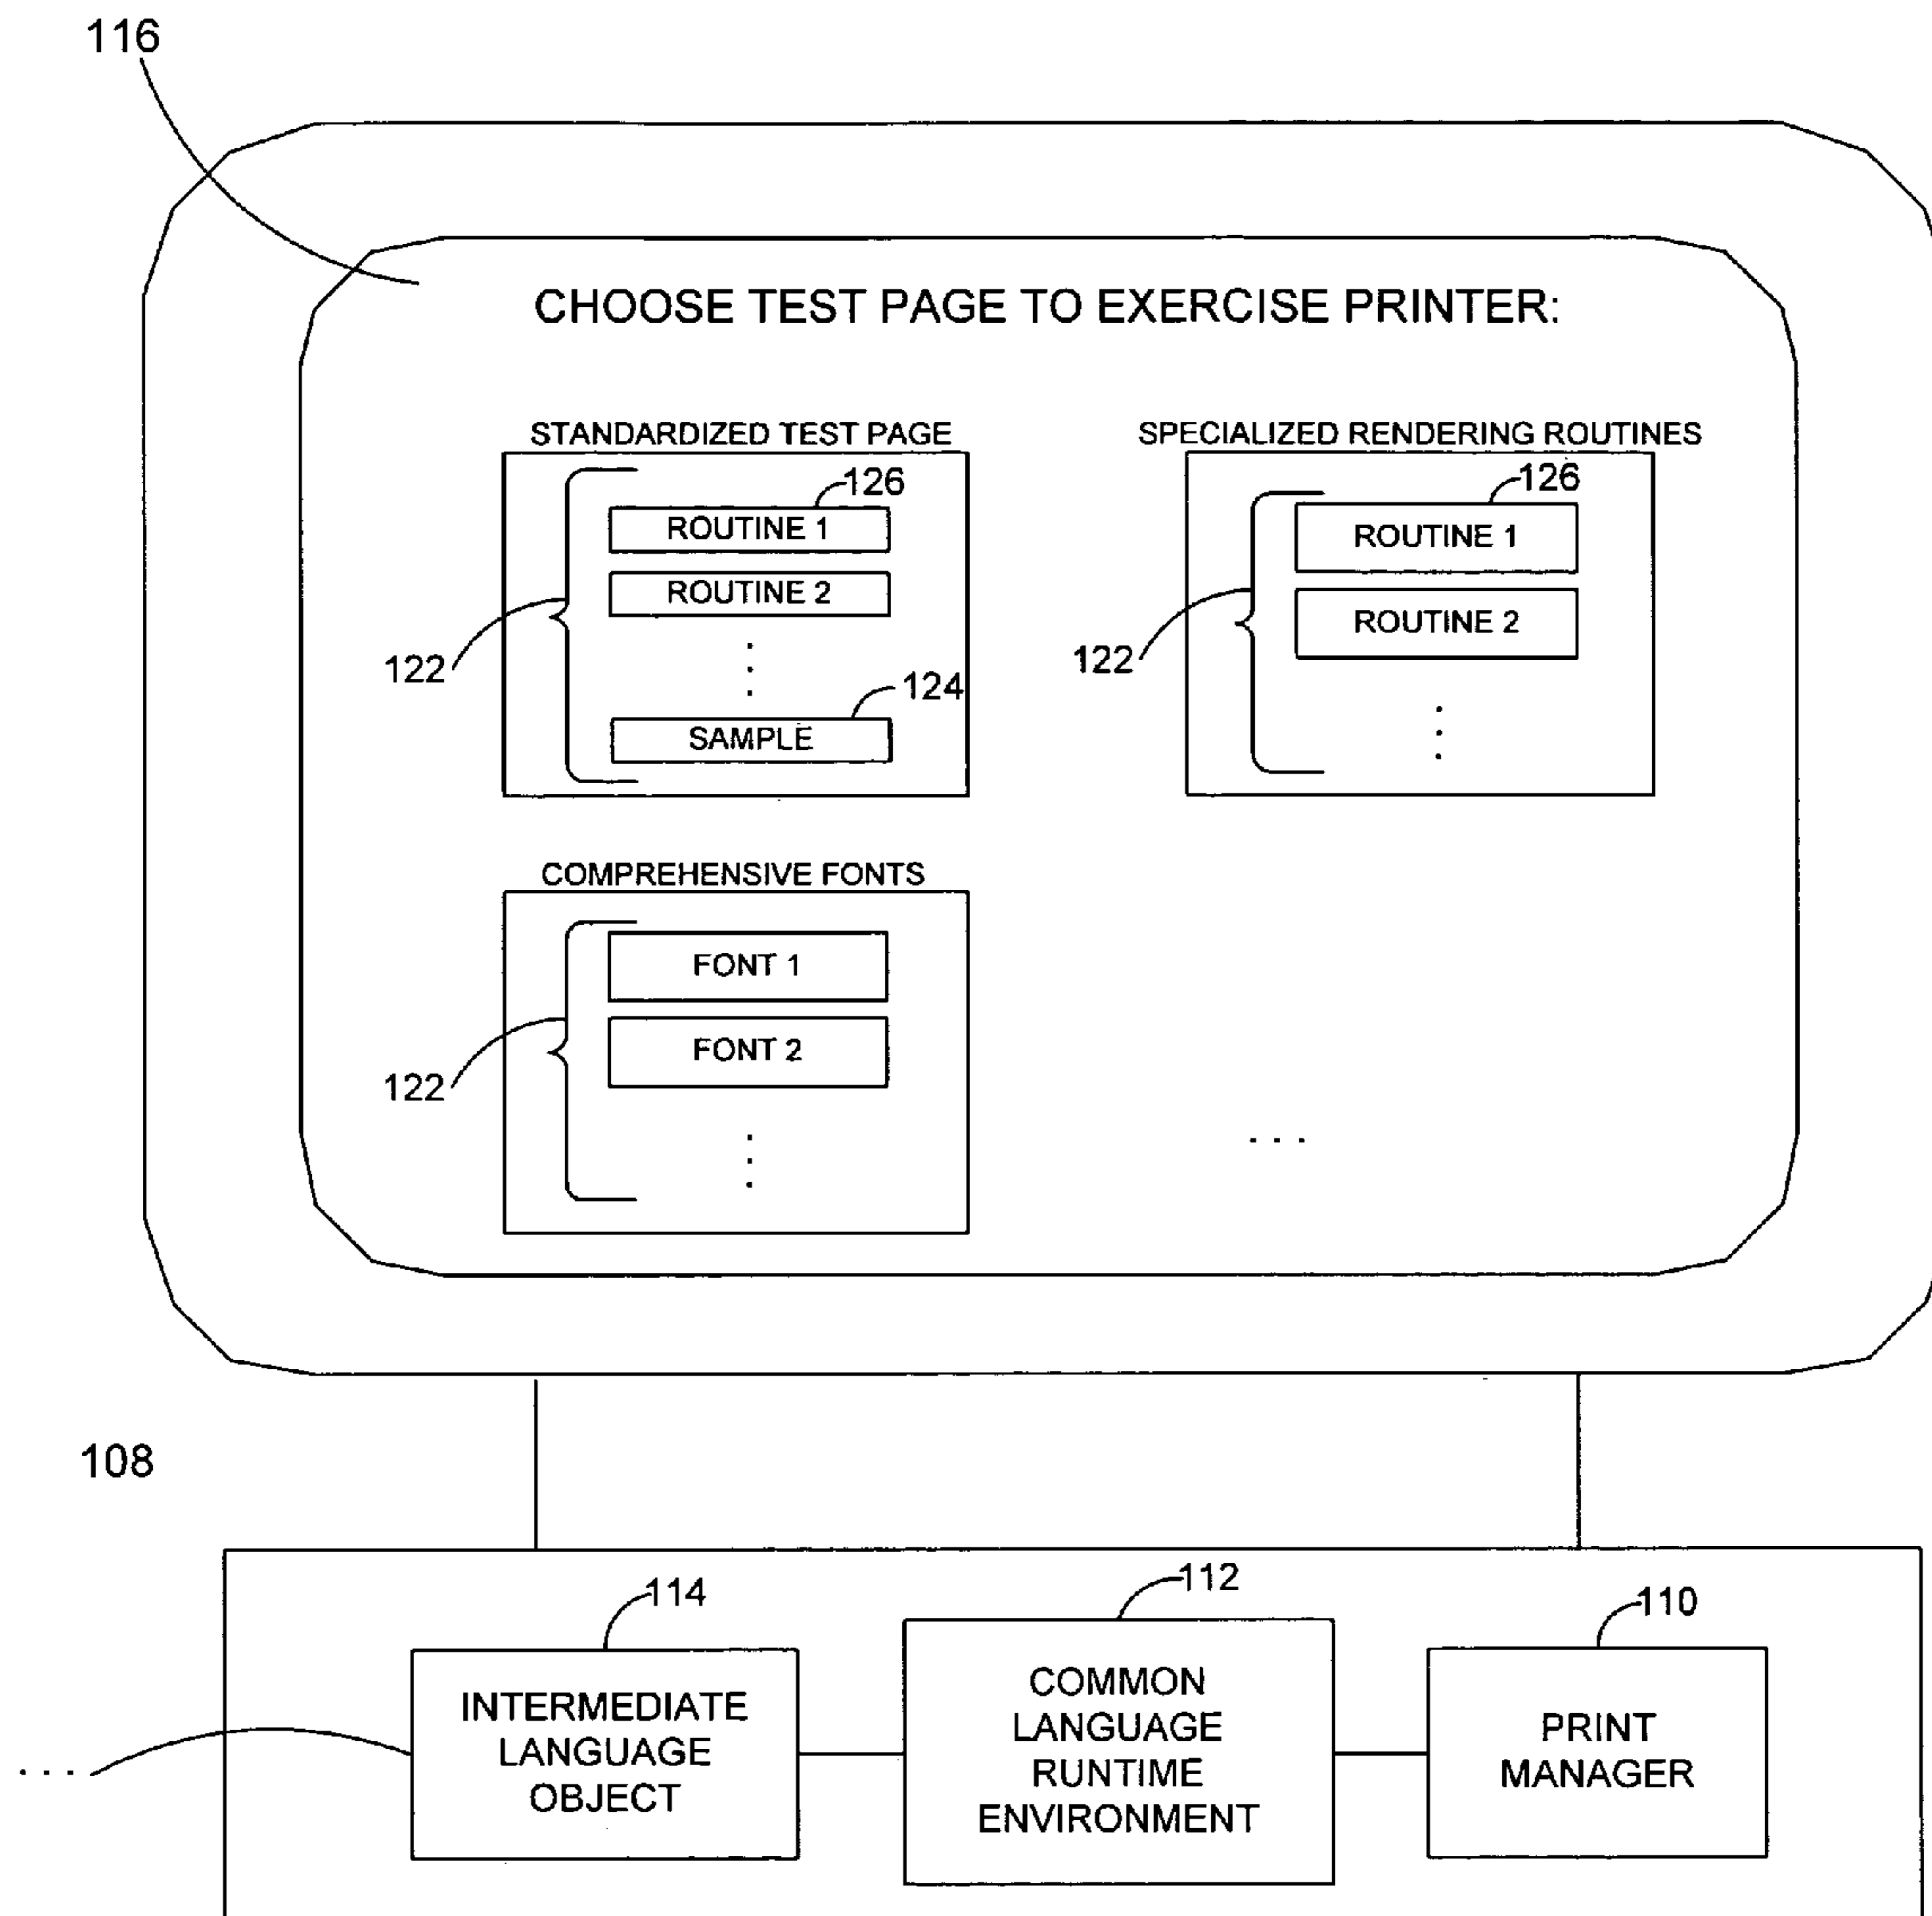 116
CHOOSE TEST PAGE TO EXERCISE PRINTER:
STANDARDIZED TEST PAGE
126
ROUTINE 1
ROUTINE 2
122
.
.
.
124
SAMPLE
SPECIALIZED RENDERING ROUTINES
126
ROUTINE 1
ROUTINE 2
122
.
.
.
COMPREHENSIVE FONTS
FONT 1
FONT 2
122
.
.
.
. . .
108
114
INTERMEDIATE
LANGUAGE
OBJECT
112
COMMON
LANGUAGE
RUNTIME
ENVIRONMENT
110
PRINT
MANAGER
. . .